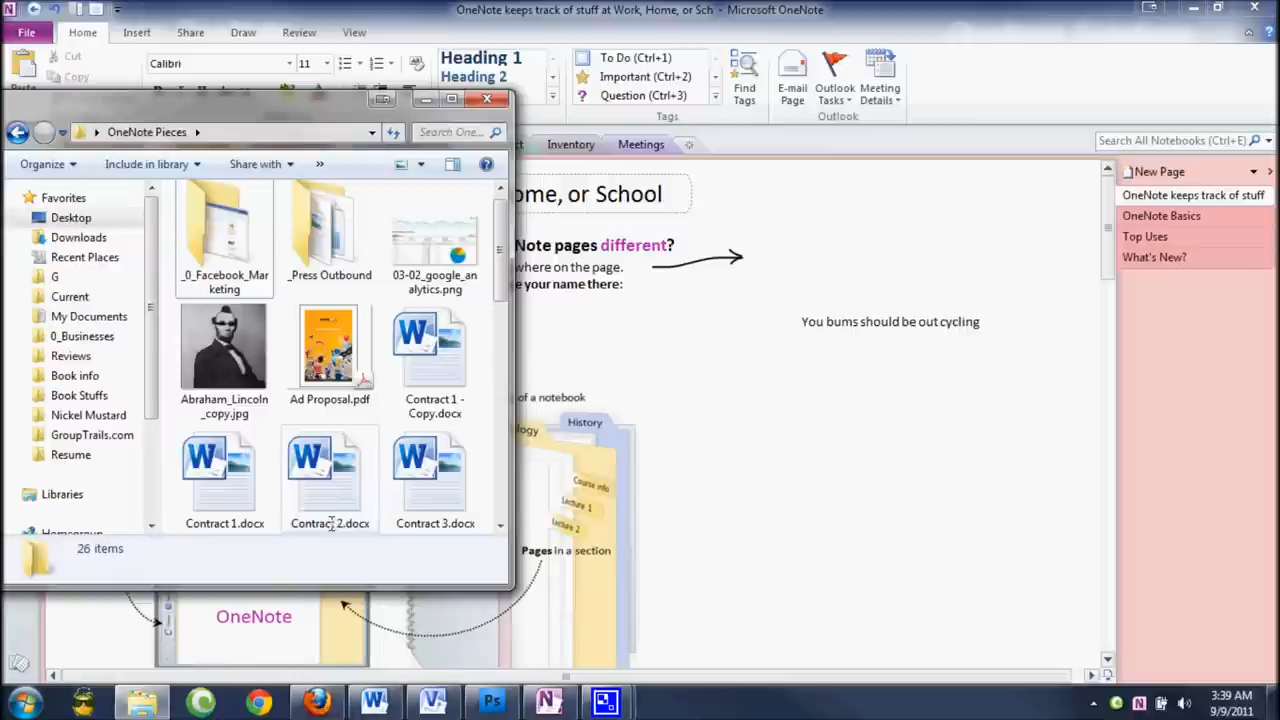 OneNote keeps track of stuff at Work, Home, or Sch - Microsoft OneNote
File Home Insert Share Draw Review View
Cut
Copy
Calibri 11
Heading 1
Heading 2
To Do (Ctrl+1)
Important (Ctrl+2)
Question (Ctrl+3)
Find
Tags
Tags
E-mail
Page
Outlook
Tasks
Meeting
Details
Outlook
OneNote Pieces
Search One...
Organize Include in library Share with »
Favorites
Desktop
Downloads
Recent Places
G
Current
My Documents
0_Businesses
Reviews
Book info
Book Stuffs
Nickel Mustard
GroupTrails.com
Resume
Libraries
_0_Facebook_Ma
rketing
_Press Outbound
03-02_google_an
alytics.png
Abraham_Lincoln
_copy.jpg
Ad Proposal.pdf
Contract 1 -
Copy.docx
Contract 1.docx
Contract 2.docx
Contract 3.docx
26 items
Inventory Meetings
Search All Notebooks (Ctrl+E)
ome, or School
Note pages different?
where on the page.
e your name there:
You bums should be out cycling
of a notebook
History
Course info
Lecture 1
Lecture 2
Pages in a section
OneNote
New Page
OneNote keeps track of stuff
OneNote Basics
Top Uses
What's New?
3:39 AM
9/9/2011